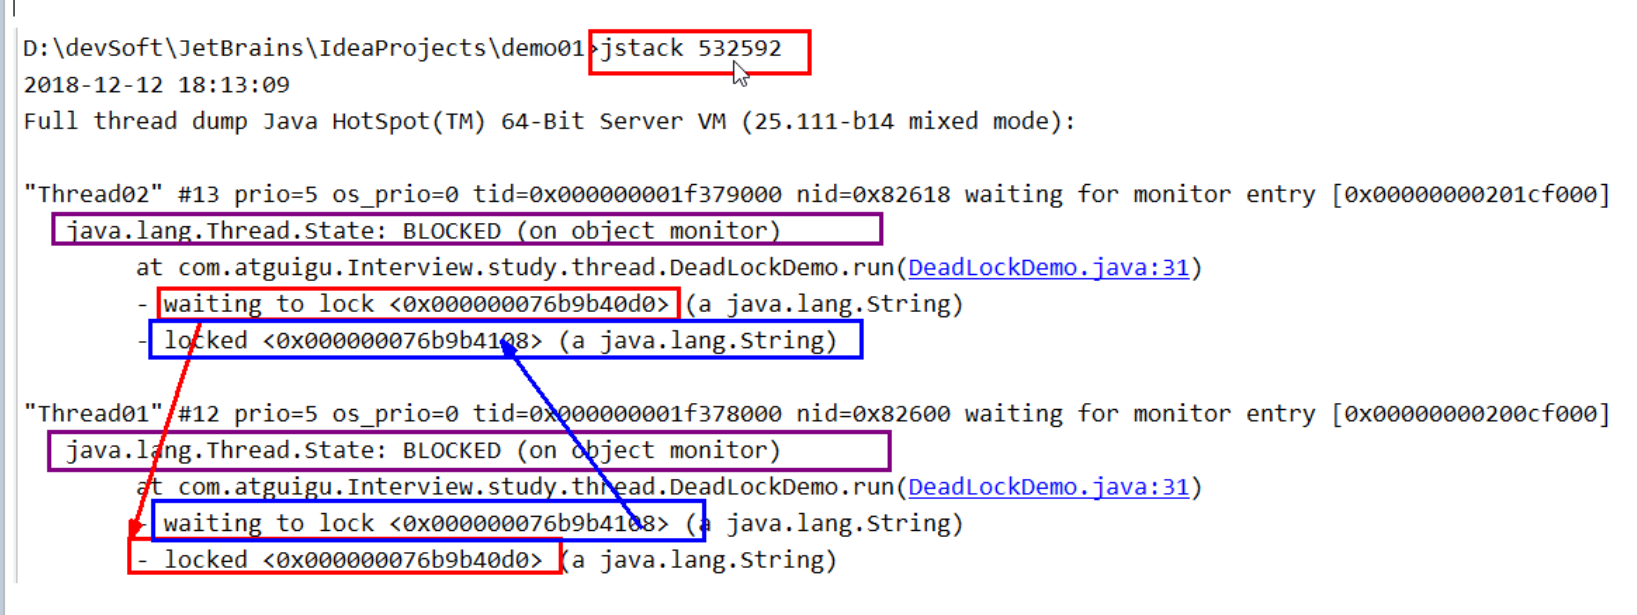 D:\devSoft\JetBrains\IdeaProjects\demo01>jstack 532592
2018-12-12 18:13:09
Full thread dump Java HotSpot(TM) 64-Bit Server VM (25.111-b14 mixed mode):
"Thread02" #13 prio=5 os_prio=0 tid=0x000000001f379000 nid=0x82618 waiting for monitor entry [0x00000000201cf000]
java.lang.Thread.State: BLOCKED (on object monitor)
at com.atguigu.Interview.study.thread.DeadLockDemo.run(DeadLockDemo.java:31)
- waiting to lock <0x000000076b9b40d0> (a java.lang.String)
- locked <0x000000076b9b4108> (a java.lang.String)
"Thread01" #12 prio=5 os_prio=0 tid=0x000000001f378000 nid=0x82600 waiting for monitor entry [0x00000000200cf000]
java.lang.Thread.State: BLOCKED (on object monitor)
at com.atguigu.Interview.study.thread.DeadLockDemo.run(DeadLockDemo.java:31)
- waiting to lock <0x000000076b9b4108> (a java.lang.String)
- locked <0x000000076b9b40d0> (a java.lang.String)